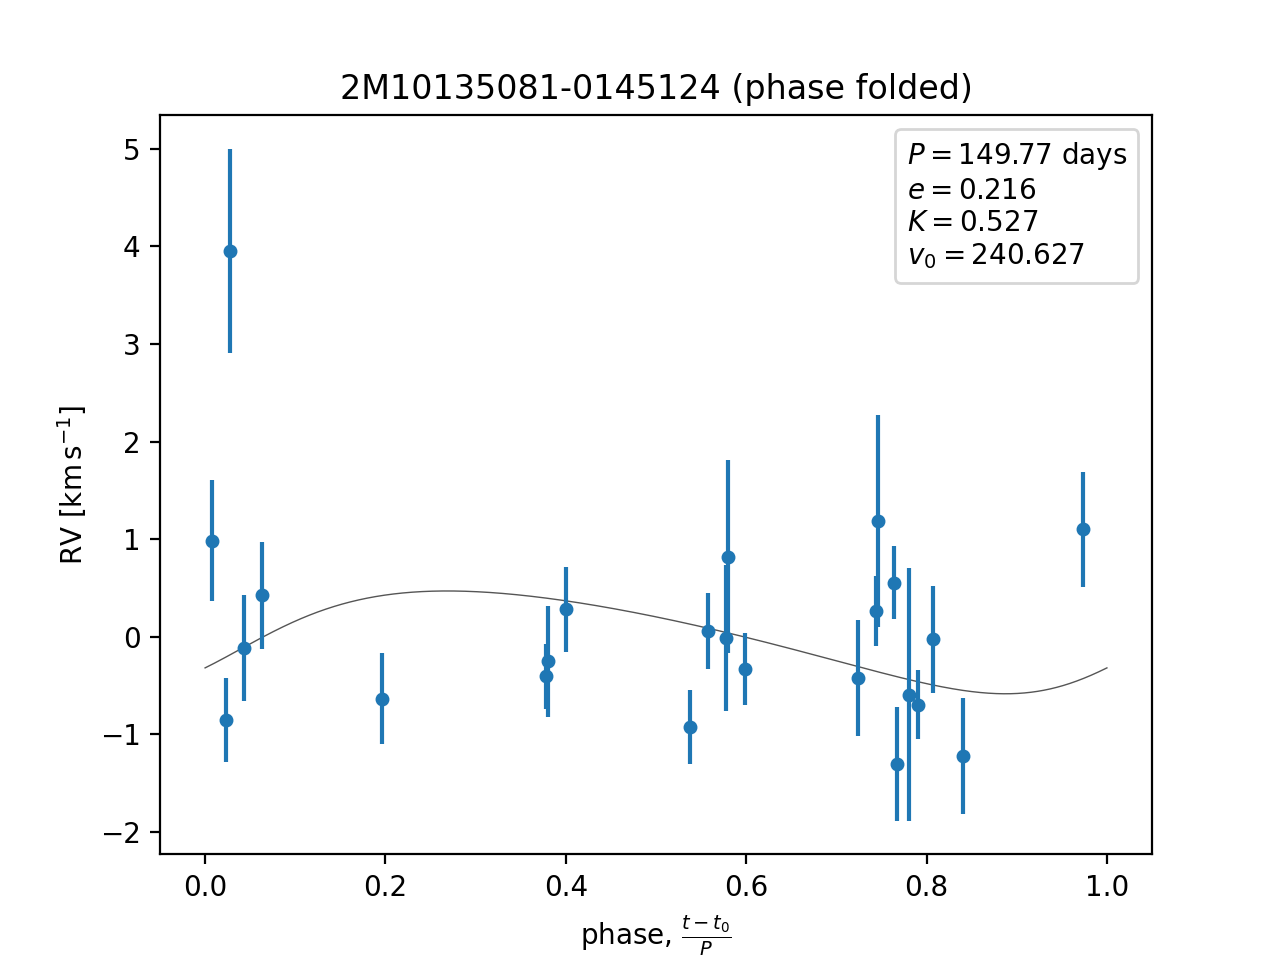 2M10135081-0145124 (phase folded)
P = 149.77 days
e = 0.216
K = 0.527
v₀ = 240.627
5
4
3
2
1
0
−1
−2
RV [km s⁻¹]
0.0 0.2 0.4 0.6 0.8 1.0
phase, (t − t₀)/P